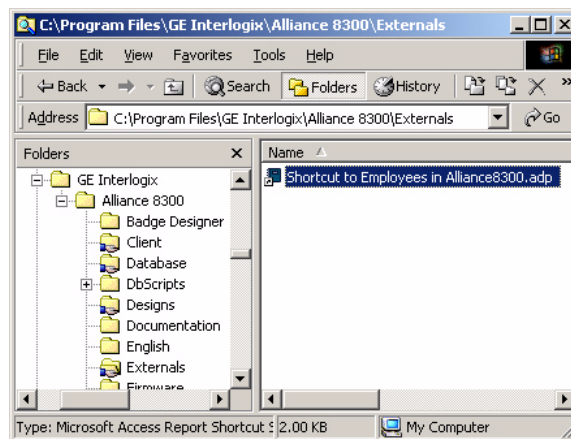 C:\Program Files\GE Interlogix\Alliance 8300\Externals
File Edit View Favorites Tools Help
Back Search Folders History »
Address C:\Program Files\GE Interlogix\Alliance 8300\Externals Go
Folders Name
GE Interlogix Shortcut to Employees in Alliance8300.adp
Alliance 8300
Badge Designer
Client
Database
DbScripts
Designs
Documentation
English
Externals
Firmware
Type: Microsoft Access Report Shortcut S 2.00 KB My Computer